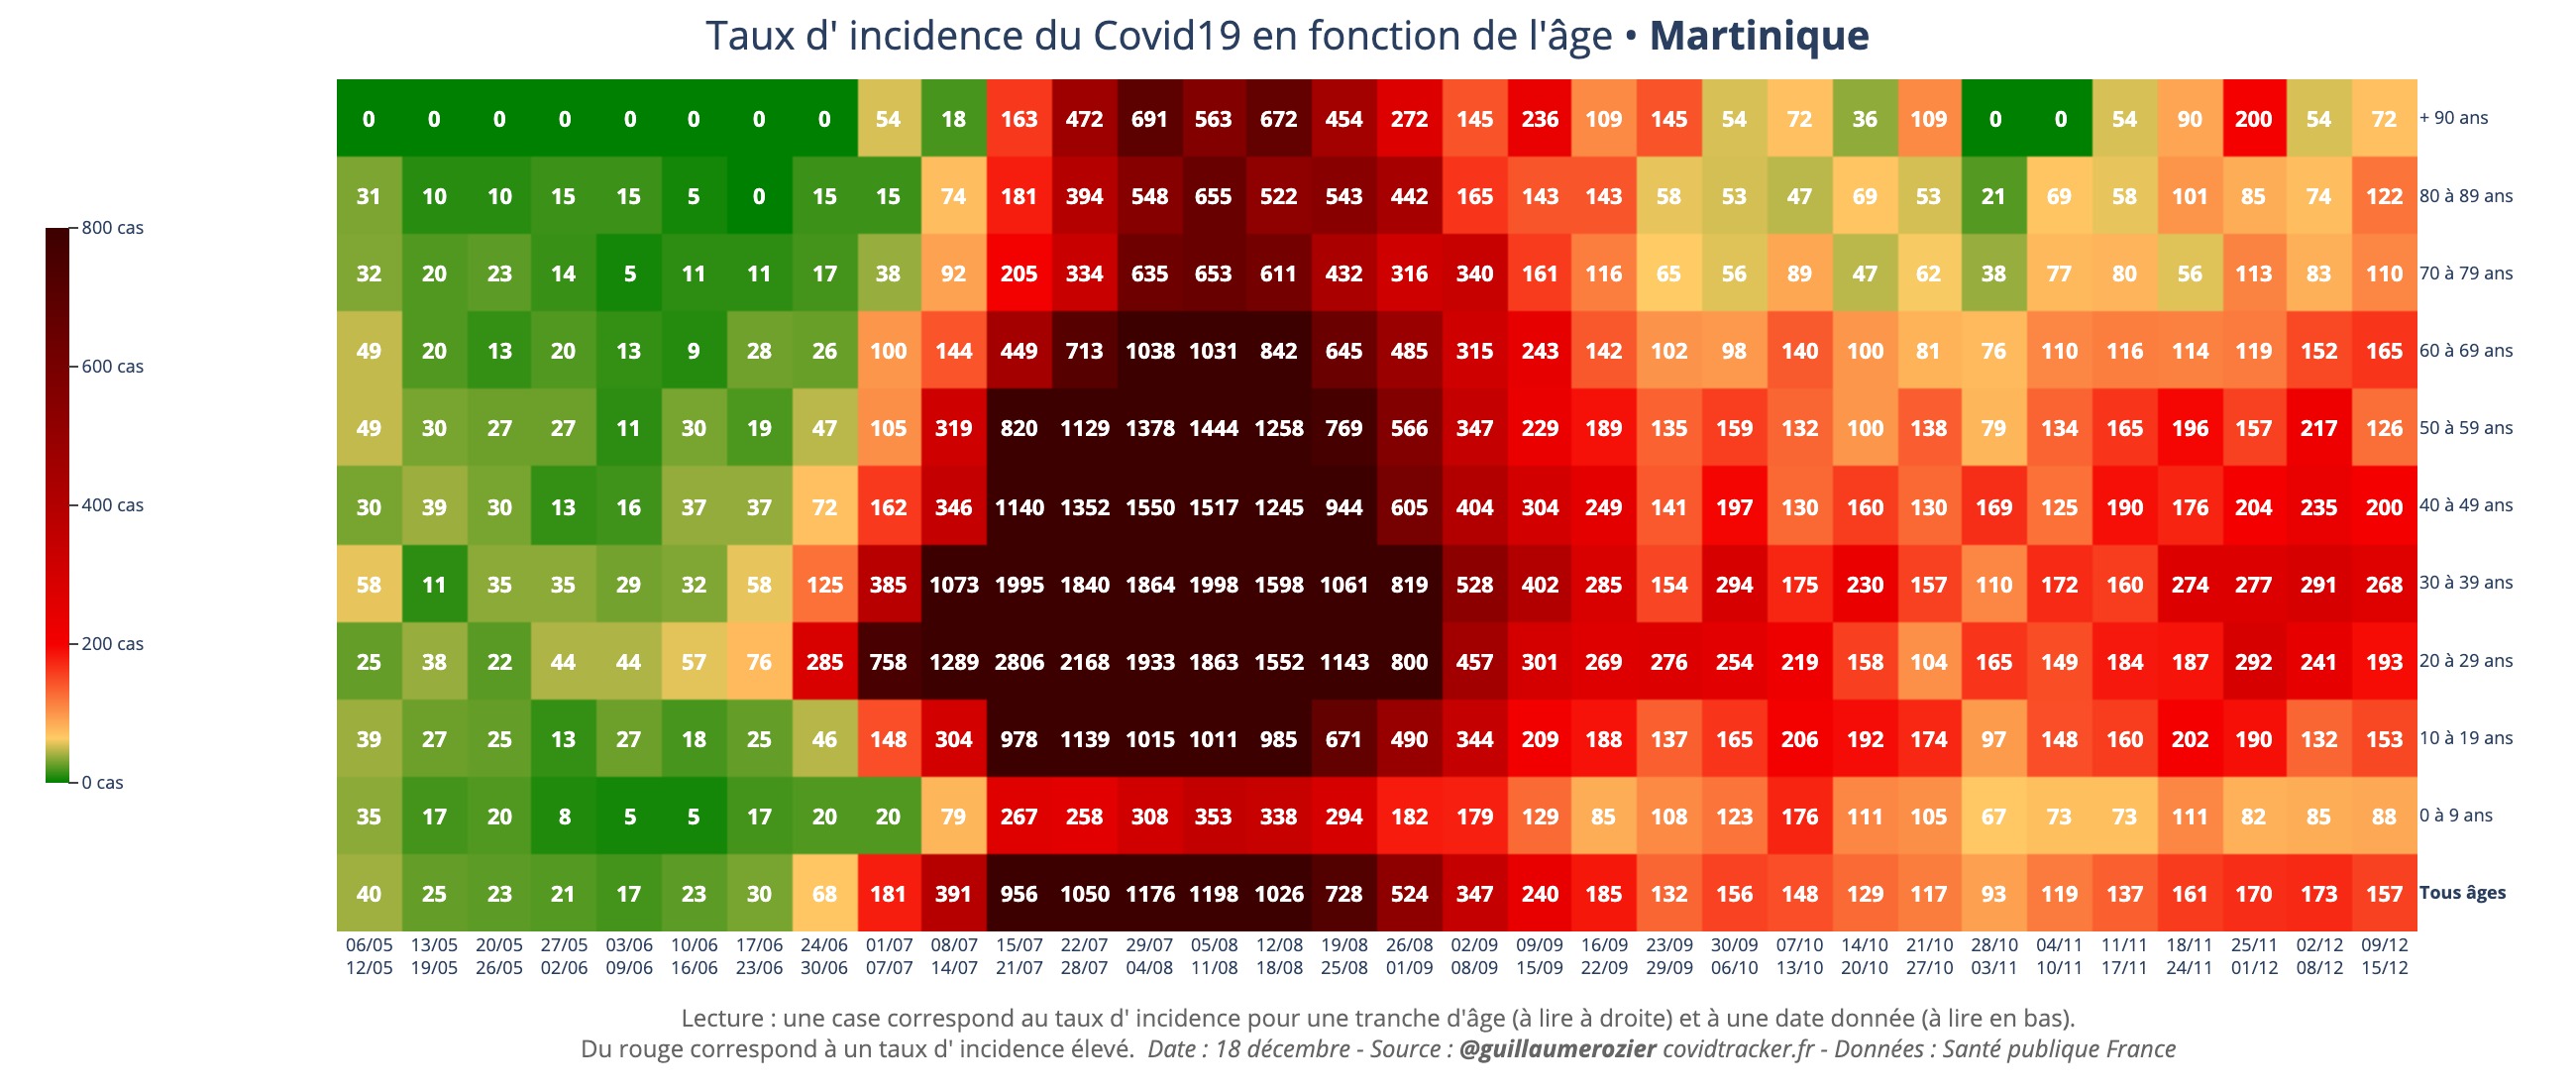 Taux d' incidence du Covid19 en fonction de l'âge • Martinique
0 0 0 0 0 0 0 0 54 18 163 472 691 563 672 454 272 145 236 109 145 54 72 36 109 0 0 54 90 200 54 72 + 90 ans
31 10 10 15 15 5 0 15 15 74 181 394 548 655 522 543 442 165 143 143 58 53 47 69 53 21 69 58 101 85 74 122 80 à 89 ans
32 20 23 14 5 11 11 17 38 92 205 334 635 653 611 432 316 340 161 116 65 56 89 47 62 38 77 80 56 113 83 110 70 à 79 ans
49 20 13 20 13 9 28 26 100 144 449 713 1038 1031 842 645 485 315 243 142 102 98 140 100 81 76 110 116 114 119 152 165 60 à 69 ans
49 30 27 27 11 30 19 47 105 319 820 1129 1378 1444 1258 769 566 347 229 189 135 159 132 100 138 79 134 165 196 157 217 126 50 à 59 ans
30 39 30 13 16 37 37 72 162 346 1140 1352 1550 1517 1245 944 605 404 304 249 141 197 130 160 130 169 125 190 176 204 235 200 40 à 49 ans
58 11 35 35 29 32 58 125 385 1073 1995 1840 1864 1998 1598 1061 819 528 402 285 154 294 175 230 157 110 172 160 274 277 291 268 30 à 39 ans
25 38 22 44 44 57 76 285 758 1289 2806 2168 1933 1863 1552 1143 800 457 301 269 276 254 219 158 104 165 149 184 187 292 241 193 20 à 29 ans
39 27 25 13 27 18 25 46 148 304 978 1139 1015 1011 985 671 490 344 209 188 137 165 206 192 174 97 148 160 202 190 132 153 10 à 19 ans
35 17 20 8 5 5 17 20 20 79 267 258 308 353 338 294 182 179 129 85 108 123 176 111 105 67 73 73 111 82 85 88 0 à 9 ans
40 25 23 21 17 23 30 68 181 391 956 1050 1176 1198 1026 728 524 347 240 185 132 156 148 129 117 93 119 137 161 170 173 157 Tous âges
06/05 13/05 20/05 27/05 03/06 10/06 17/06 24/06 01/07 08/07 15/07 22/07 29/07 05/08 12/08 19/08 26/08 02/09 09/09 16/09 23/09 30/09 07/10 14/10 21/10 28/10 04/11 11/11 18/11 25/11 02/12 09/12
12/05 19/05 26/05 02/06 09/06 16/06 23/06 30/06 07/07 14/07 21/07 28/07 04/08 11/08 18/08 25/08 01/09 08/09 15/09 22/09 29/09 06/10 13/10 20/10 27/10 03/11 10/11 17/11 24/11 01/12 08/12 15/12
800 cas
600 cas
400 cas
200 cas
0 cas
Lecture : une case correspond au taux d' incidence pour une tranche d'âge (à lire à droite) et à une date donnée (à lire en bas).
Du rouge correspond à un taux d' incidence élevé. Date : 18 décembre - Source : @guillaumerozier covidtracker.fr - Données : Santé publique France